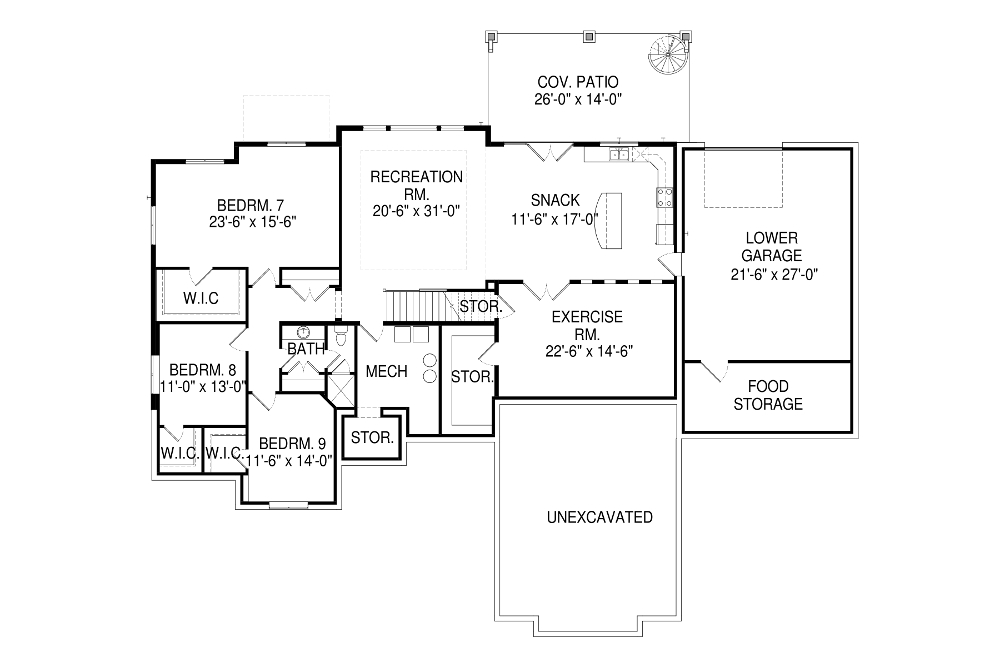 COV. PATIO
26'-0" x 14'-0"
RECREATION
RM.
20'-6" x 31'-0"
BEDRM. 7
23'-6" x 15'-6"
SNACK
11'-6" x 17'-0"
LOWER
GARAGE
21'-6" x 27'-0"
W.I.C
STOR.
EXERCISE
RM.
22'-6" x 14'-6"
BATH
MECH
STOR.
BEDRM. 8
11'-0" x 13'-0"
FOOD
STORAGE
STOR.
W.I.C.
W.I.C.
BEDRM. 9
11'-6" x 14'-0"
UNEXCAVATED